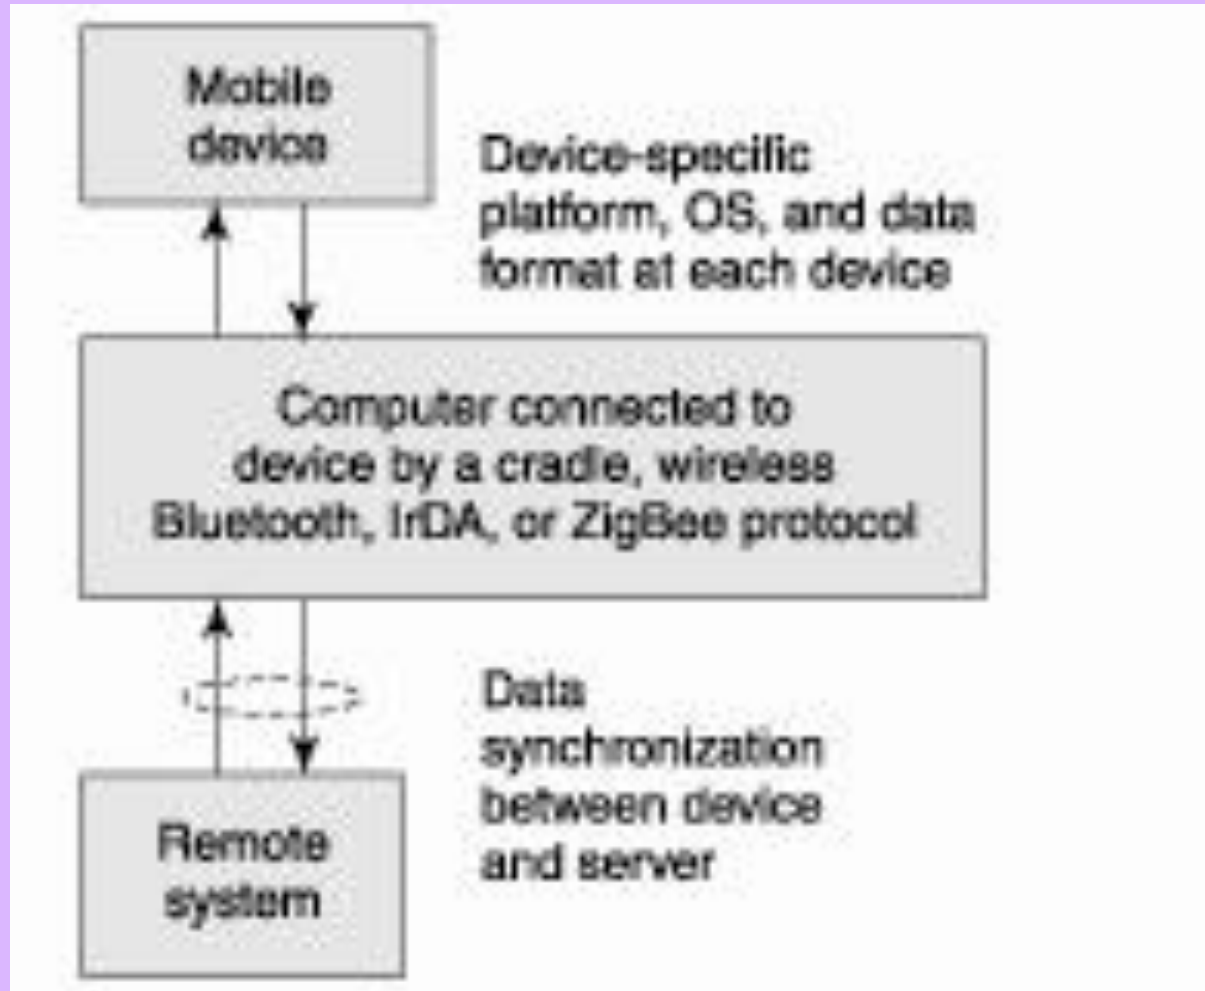 Mobile
device
Device-specific
platform, OS, and data
format at each device
Computer connected to
device by a cradle, wireless
Bluetooth, IrDA, or ZigBee protocol
Data
synchronization
between device
and server
Remote
system